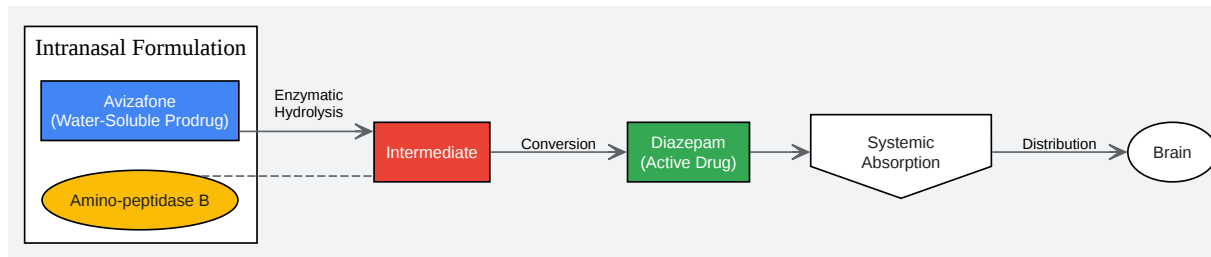 Intranasal Formulation
Avizafone
(Water-Soluble Prodrug)
Amino-peptidase B
Enzymatic
Hydrolysis
Intermediate
Conversion
Diazepam
(Active Drug)
Systemic
Absorption
Distribution
Brain